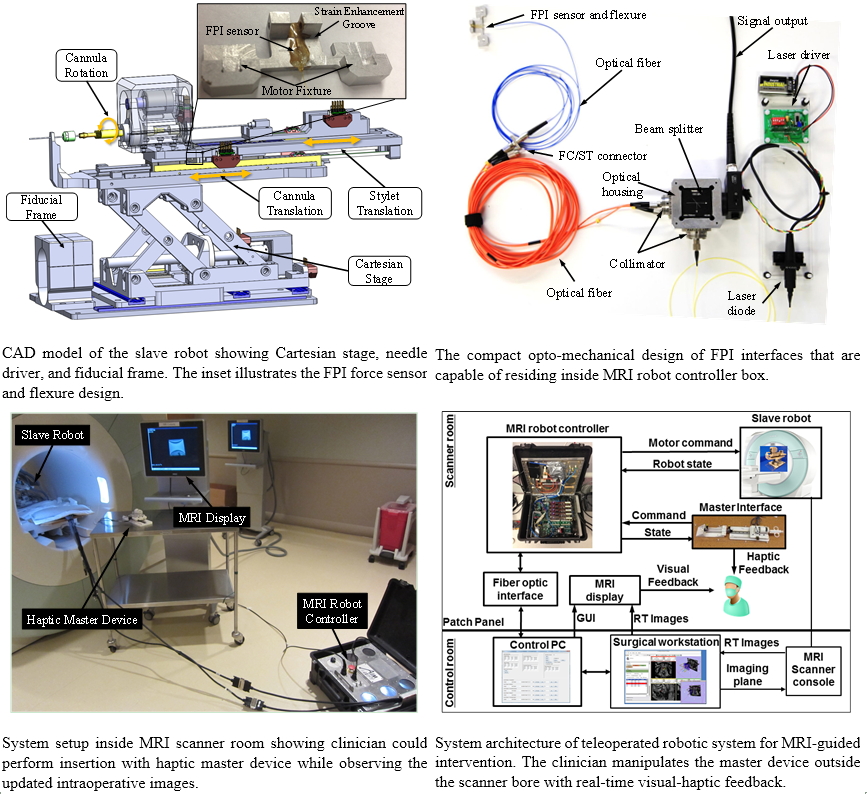 Strain Enhancement
Groove
FPI sensor
Motor Fixture
Cannula
Rotation
Fiducial
Frame
Cannula
Translation
Stylet
Translation
Cartesian
Stage
CAD model of the slave robot showing Cartesian stage, needle
driver, and fiducial frame. The inset illustrates the FPI force sensor
and flexure design.
FPI sensor and flexure
Signal output
Laser driver
Optical fiber
Beam splitter
FC/ST connector
Optical
housing
Collimator
Optical fiber
Laser
diode
The compact opto-mechanical design of FPI interfaces that are
capable of residing inside MRI robot controller box.
Slave Robot
MRI Display
Haptic Master Device
MRI Robot
Controller
System setup inside MRI scanner room showing clinician could
perform insertion with haptic master device while observing the
updated intraoperative images.
Scanner room
MRI robot controller
Slave robot
Motor command
Robot state
Command
State
Master Interface
Haptic
Feedback
Visual
Feedback
Fiber optic
interface
MRI
display
Patch Panel
GUI
RT Images
Control room
Control PC
Surgical workstation
RT Images
Imaging
plane
MRI
Scanner
console
System architecture of teleoperated robotic system for MRI-guided
intervention. The clinician manipulates the master device outside
the scanner bore with real-time visual-haptic feedback.